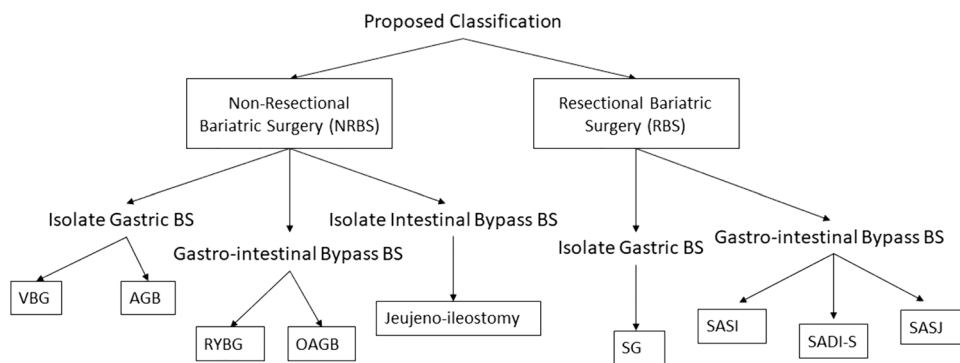 Proposed Classification
Non-Resectional
Bariatric Surgery (NRBS)
Resectional Bariatric
Surgery (RBS)
Isolate Gastric BS
Gastro-intestinal Bypass BS
Isolate Intestinal Bypass BS
Isolate Gastric BS
Gastro-intestinal Bypass BS
VBG
AGB
RYBG
OAGB
Jeujeno-ileostomy
SG
SASI
SADI-S
SASJ